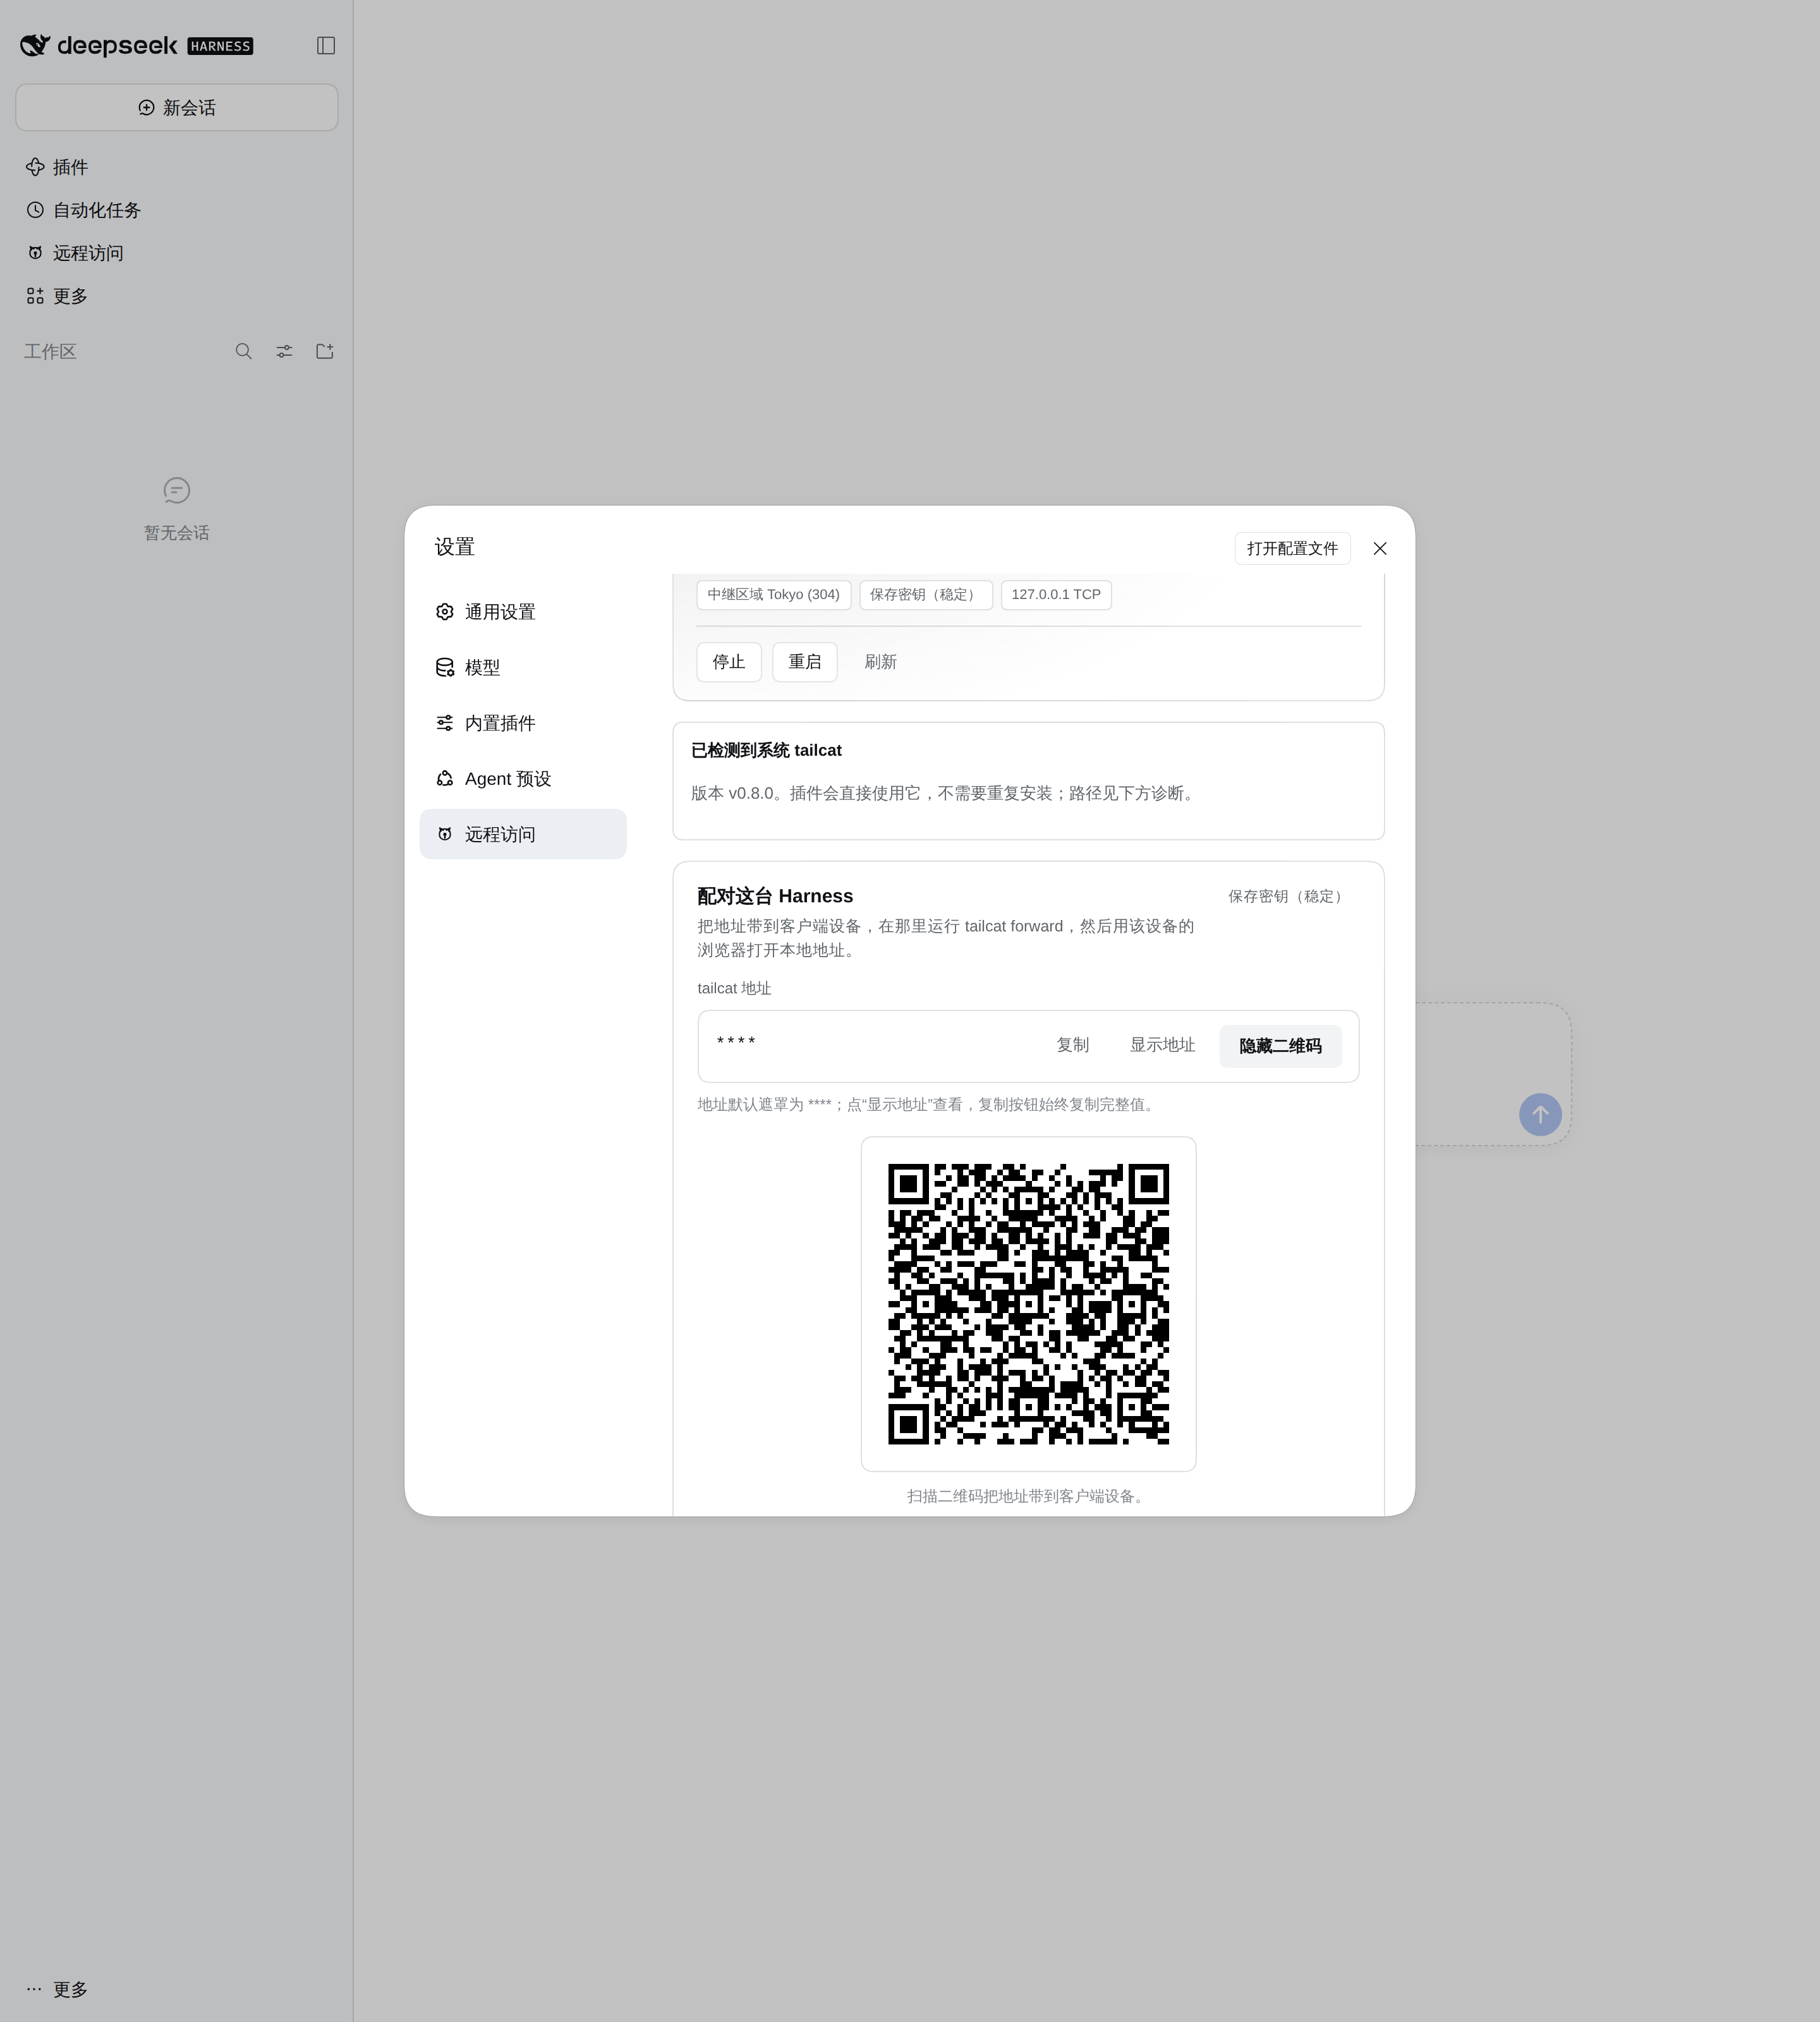 deepseek HARNESS
新会话
插件
自动化任务
远程访问
更多
工作区
暂无会话
更多
设置
打开配置文件
通用设置
模型
内置插件
Agent 预设
远程访问
中继区域 Tokyo (304)
保存密钥（稳定）
127.0.0.1 TCP
停止
重启
刷新
已检测到系统 tailcat
版本 v0.8.0。插件会直接使用它，不需要重复安装；路径见下方诊断。
配对这台 Harness
保存密钥（稳定）
把地址带到客户端设备，在那里运行 tailcat forward，然后用该设备的
浏览器打开本地地址。
tailcat 地址
****
复制
显示地址
隐藏二维码
地址默认遮罩为 ****；点“显示地址”查看，复制按钮始终复制完整值。
扫描二维码把地址带到客户端设备。